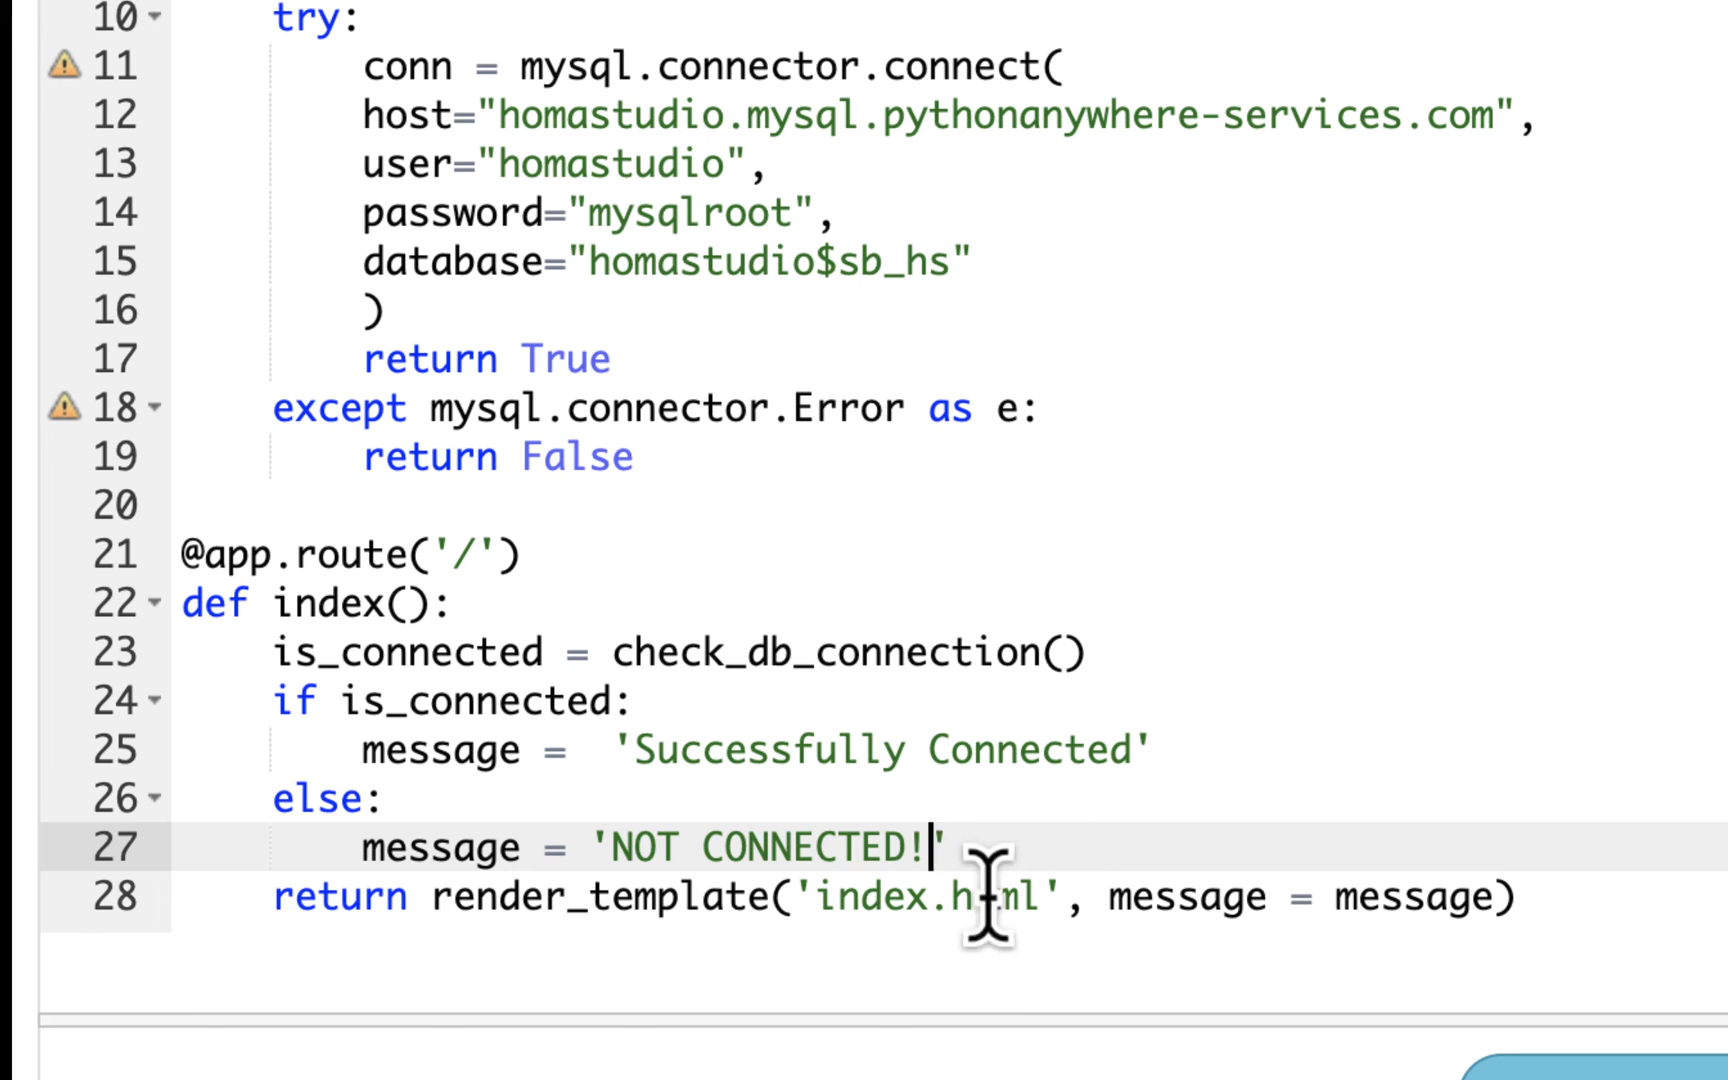 10 try:
11 conn = mysql.connector.connect(
12 host="homastudio.mysql.pythonanywhere-services.com",
13 user="homastudio",
14 password="mysqlroot",
15 database="homastudio$sb_hs"
16 )
17 return True
18 except mysql.connector.Error as e:
19 return False
20
21 @app.route('/')
22 def index():
23 is_connected = check_db_connection()
24 if is_connected:
25 message =  'Successfully Connected'
26 else:
27 message = 'NOT CONNECTED!'
28 return render_template('index.html', message = message)